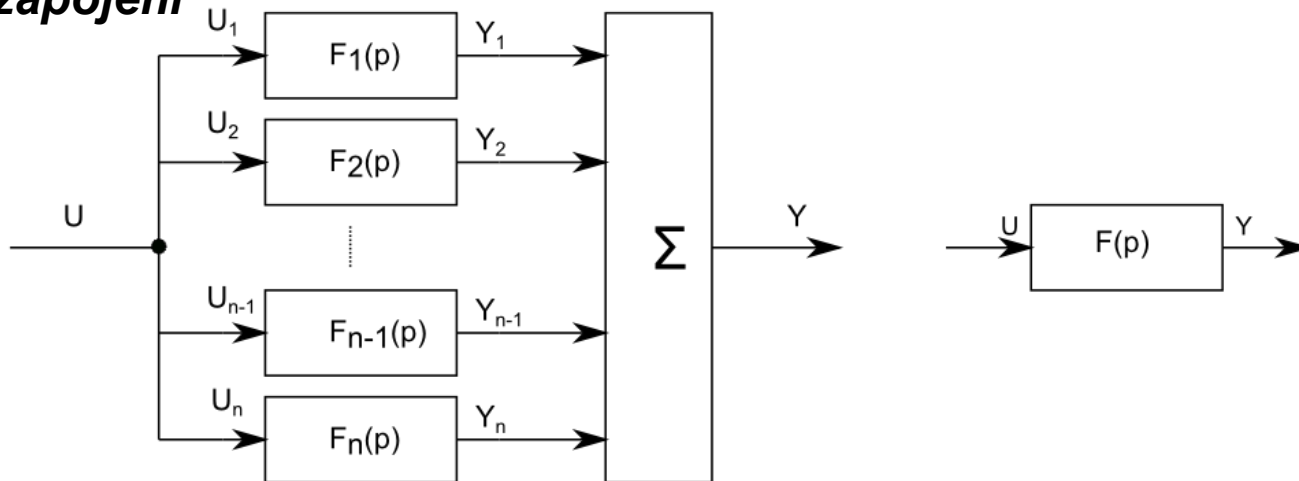 zapojení
U1 F1(p) Y1
U2 F2(p) Y2
U Σ Y U F(p) Y
Un-1 Fn-1(p) Yn-1
Un Fn(p) Yn